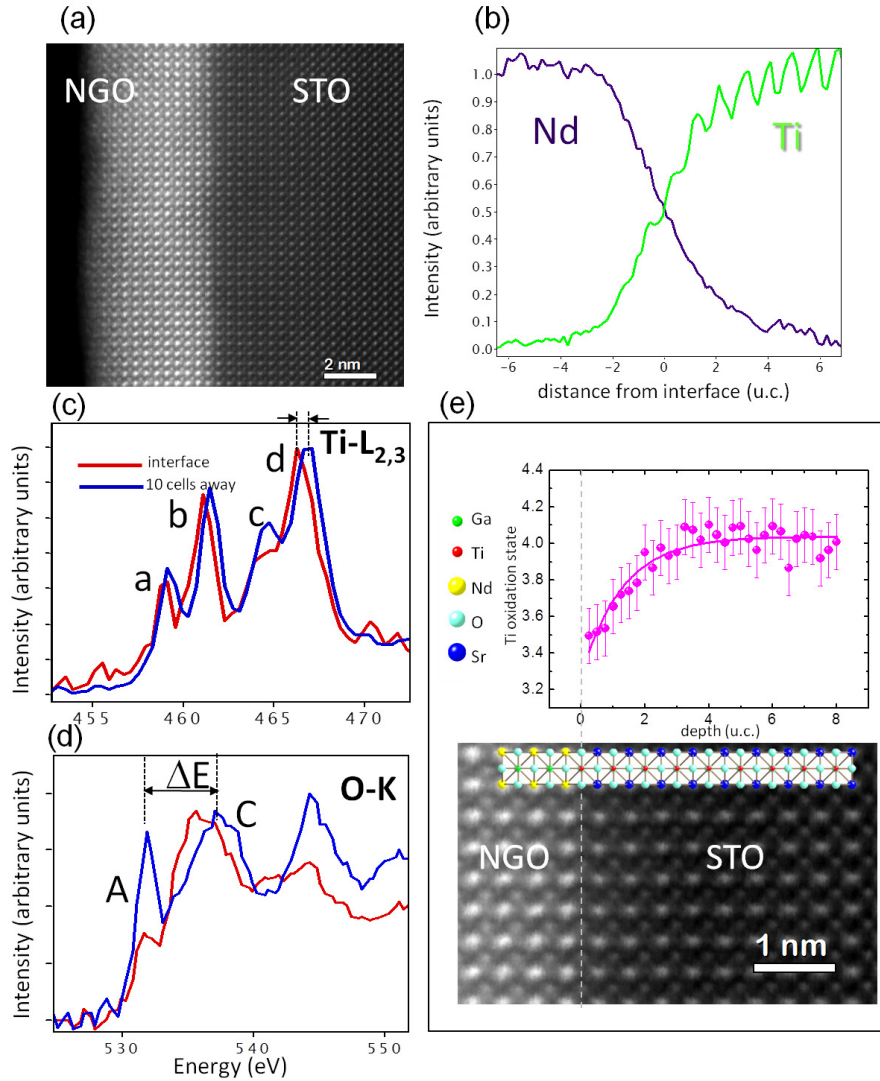 (a)
NGO STO
2 nm
(b)
Intensity (arbitrary units)
1.0
0.9
0.8
0.7
0.6
0.5
0.4
0.3
0.2
0.1
0.0
Nd
Ti
-6 -4 -2 0 2 4 6
distance from interface (u.c.)
(c)
Intensity (arbitrary units)
interface
10 cells away
a
b
c
d
Ti-L2,3
455 460 465 470
(d)
Intensity (arbitrary units)
ΔE
O-K
A
C
530 540 550
Energy (eV)
(e)
Ga
Ti
Nd
O
Sr
Ti oxidation state
4.4
4.2
4.0
3.8
3.6
3.4
3.2
0 2 4 6 8
depth (u.c.)
NGO STO
1 nm